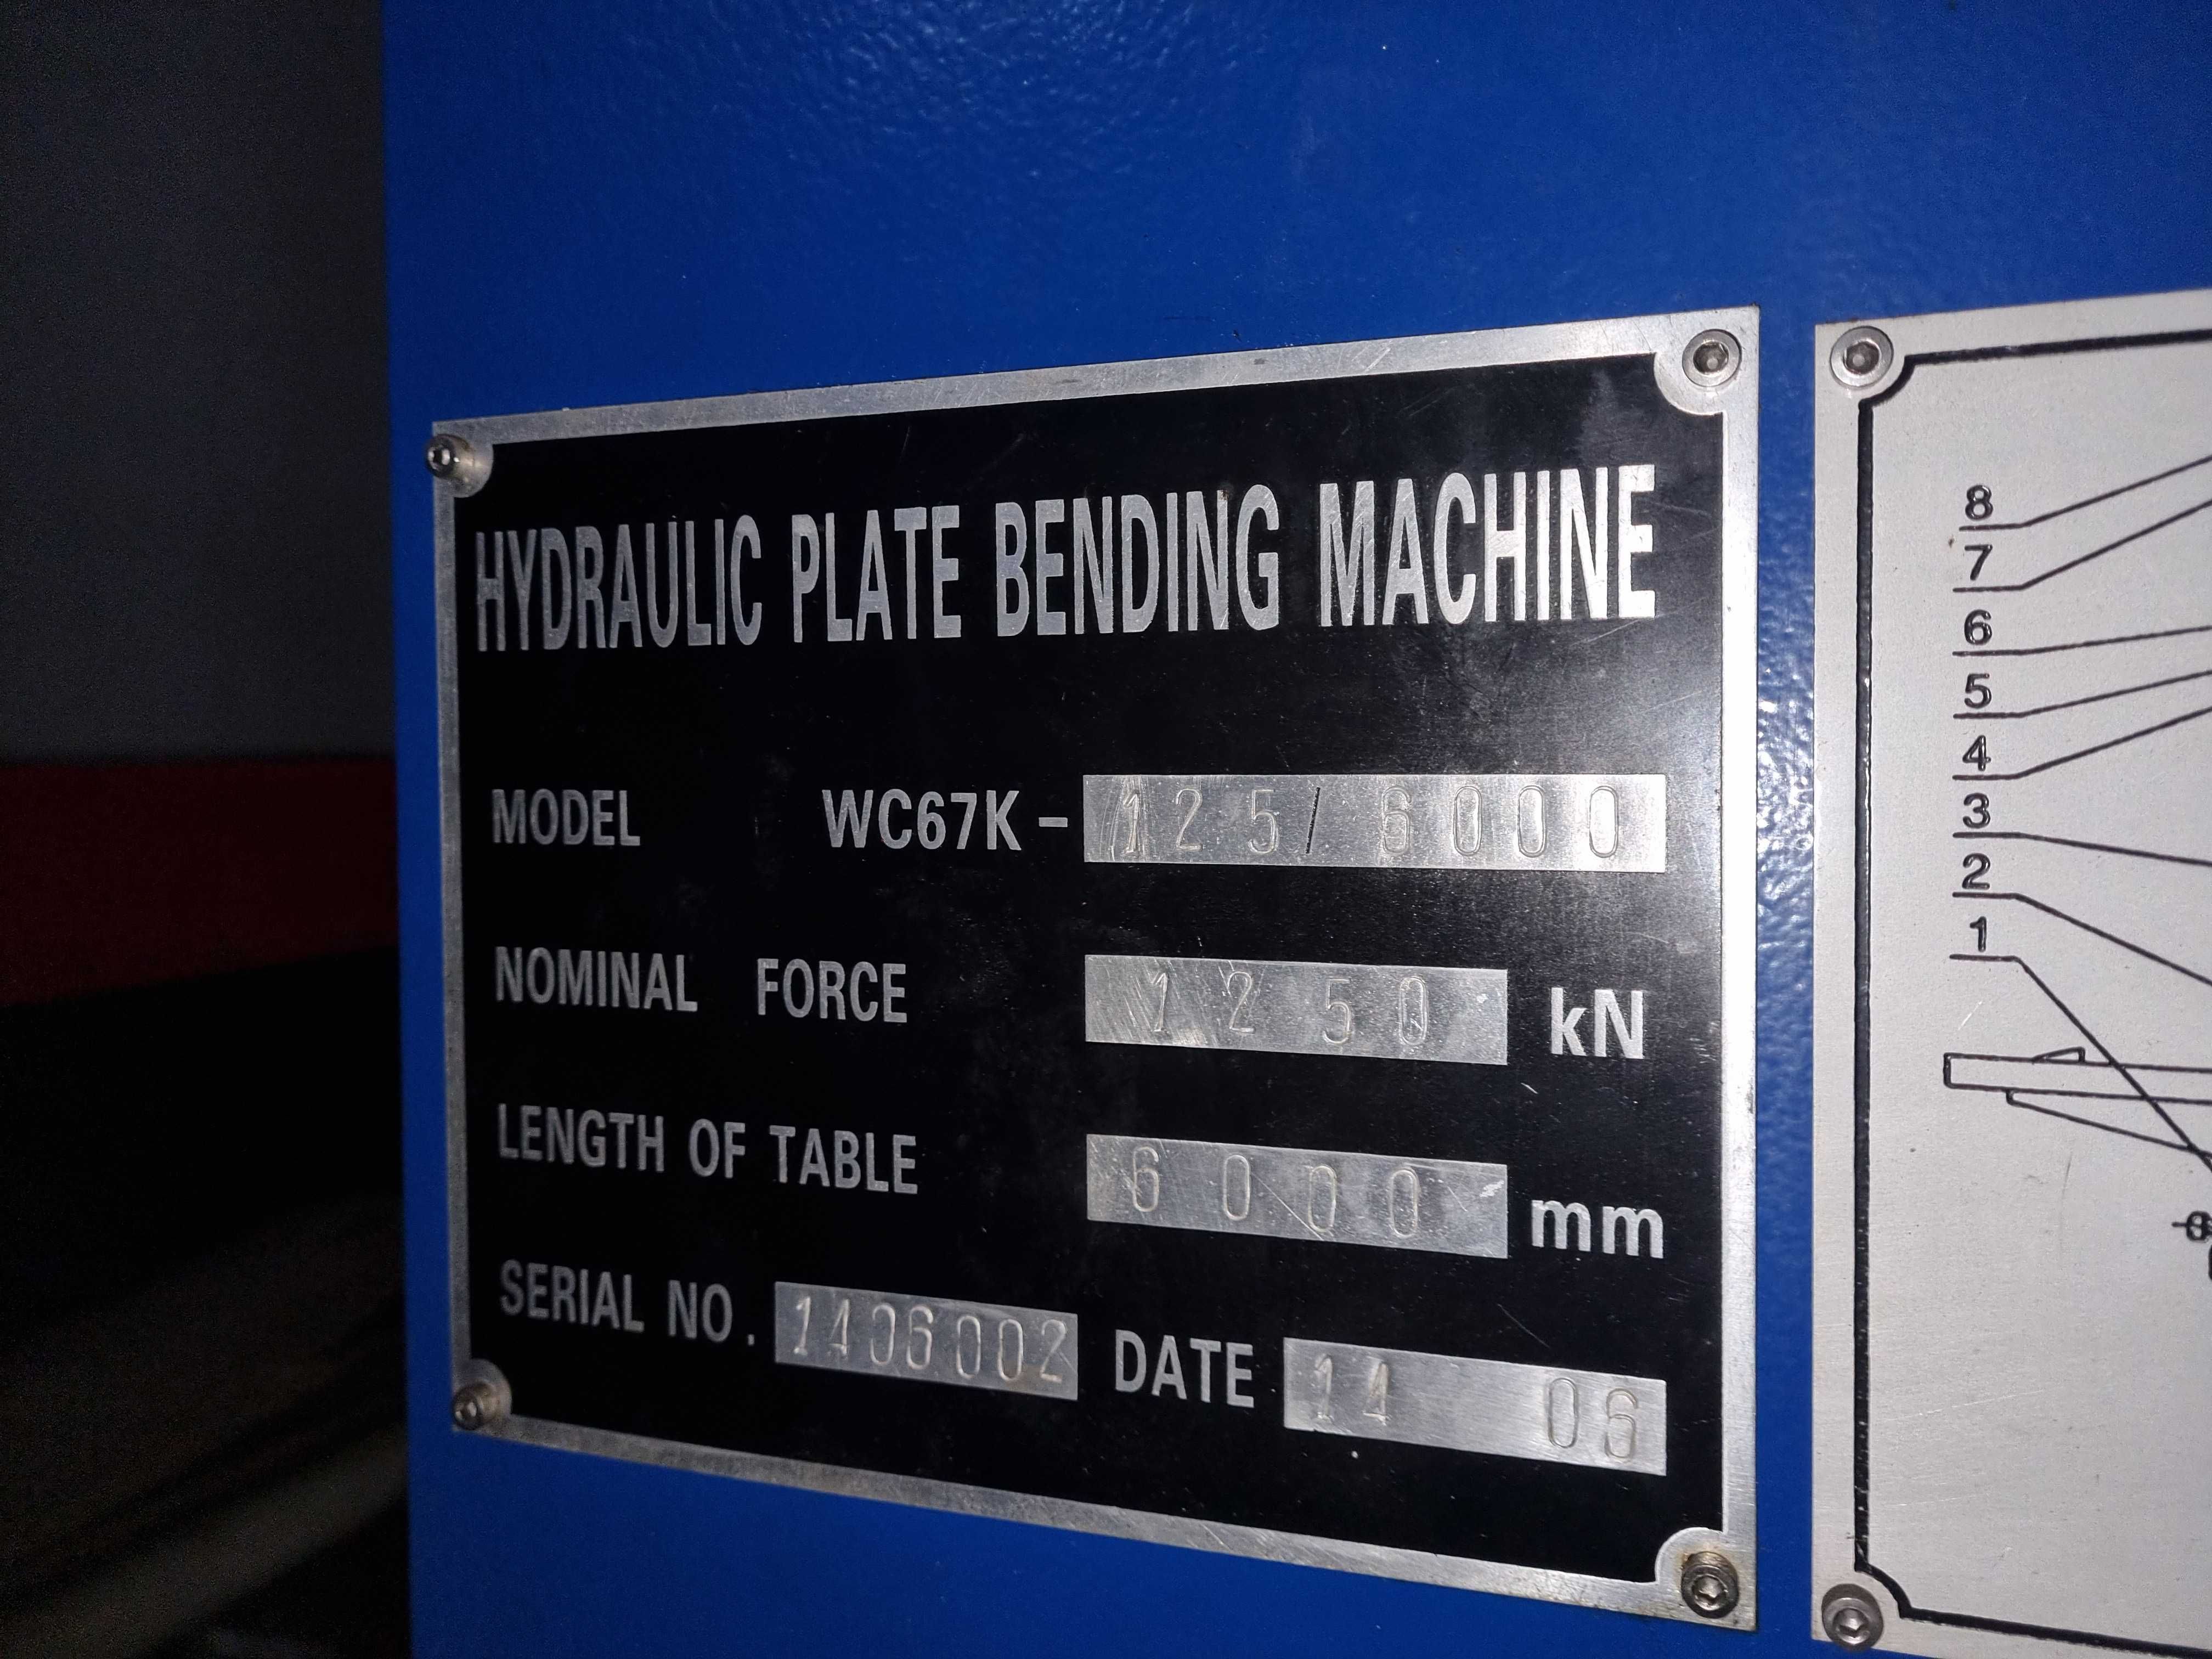 HYDRAULIC PLATE BENDING MACHINE
MODEL WC67K-125/6000
NOMINAL FORCE 1250 kN
LENGTH OF TABLE 6000 mm
SERIAL NO. 1406002 DATE 14 06
8
7
6
5
4
3
2
1